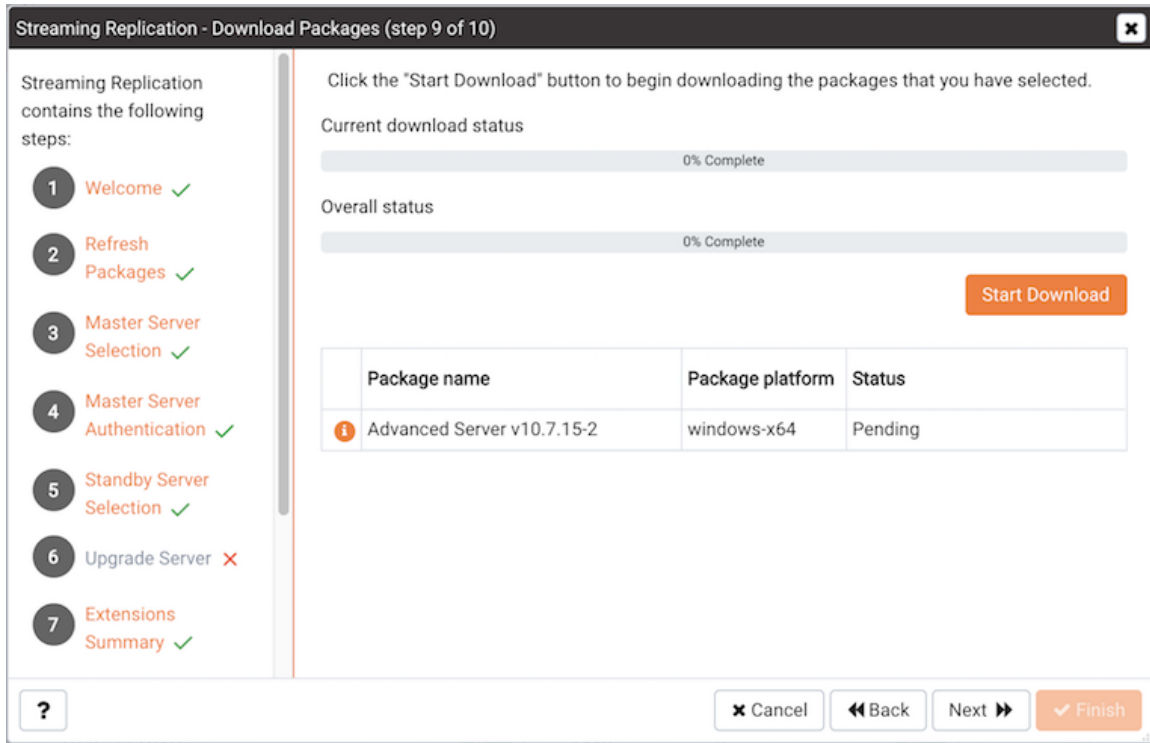 Streaming Replication - Download Packages (step 9 of 10)
Streaming Replication
contains the following
steps:
1 Welcome
2 Refresh
Packages
3 Master Server
Selection
4 Master Server
Authentication
5 Standby Server
Selection
6 Upgrade Server
7 Extensions
Summary
Click the "Start Download" button to begin downloading the packages that you have selected.
Current download status
0% Complete
Overall status
0% Complete
Start Download
Package name Package platform Status
Advanced Server v10.7.15-2 windows-x64 Pending
? Cancel Back Next Finish